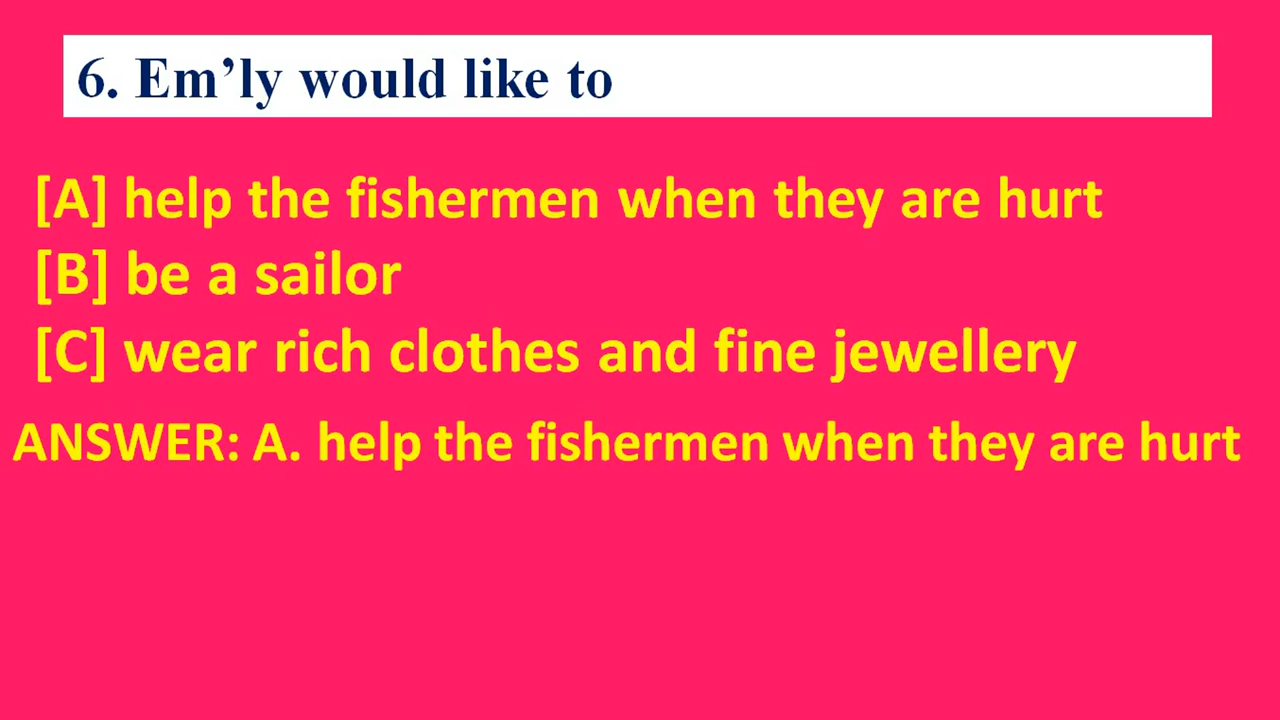 6. Em’ly would like to
[A] help the fishermen when they are hurt
[B] be a sailor
[C] wear rich clothes and fine jewellery
ANSWER: A. help the fishermen when they are hurt